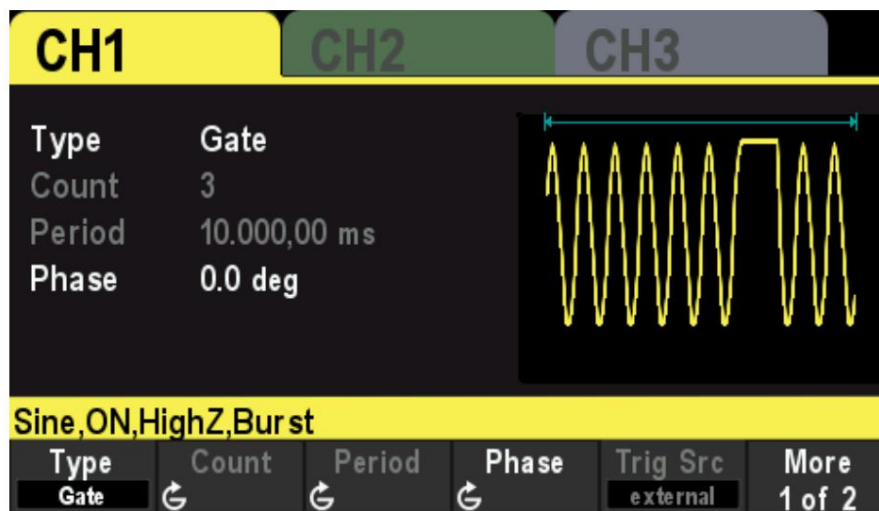 CH1 CH2 CH3
Type Gate
Count 3
Period 10.000,00 ms
Phase 0.0 deg
Sine,ON,HighZ,Burst
Type Count Period Phase Trig Src More
Gate external 1 of 2